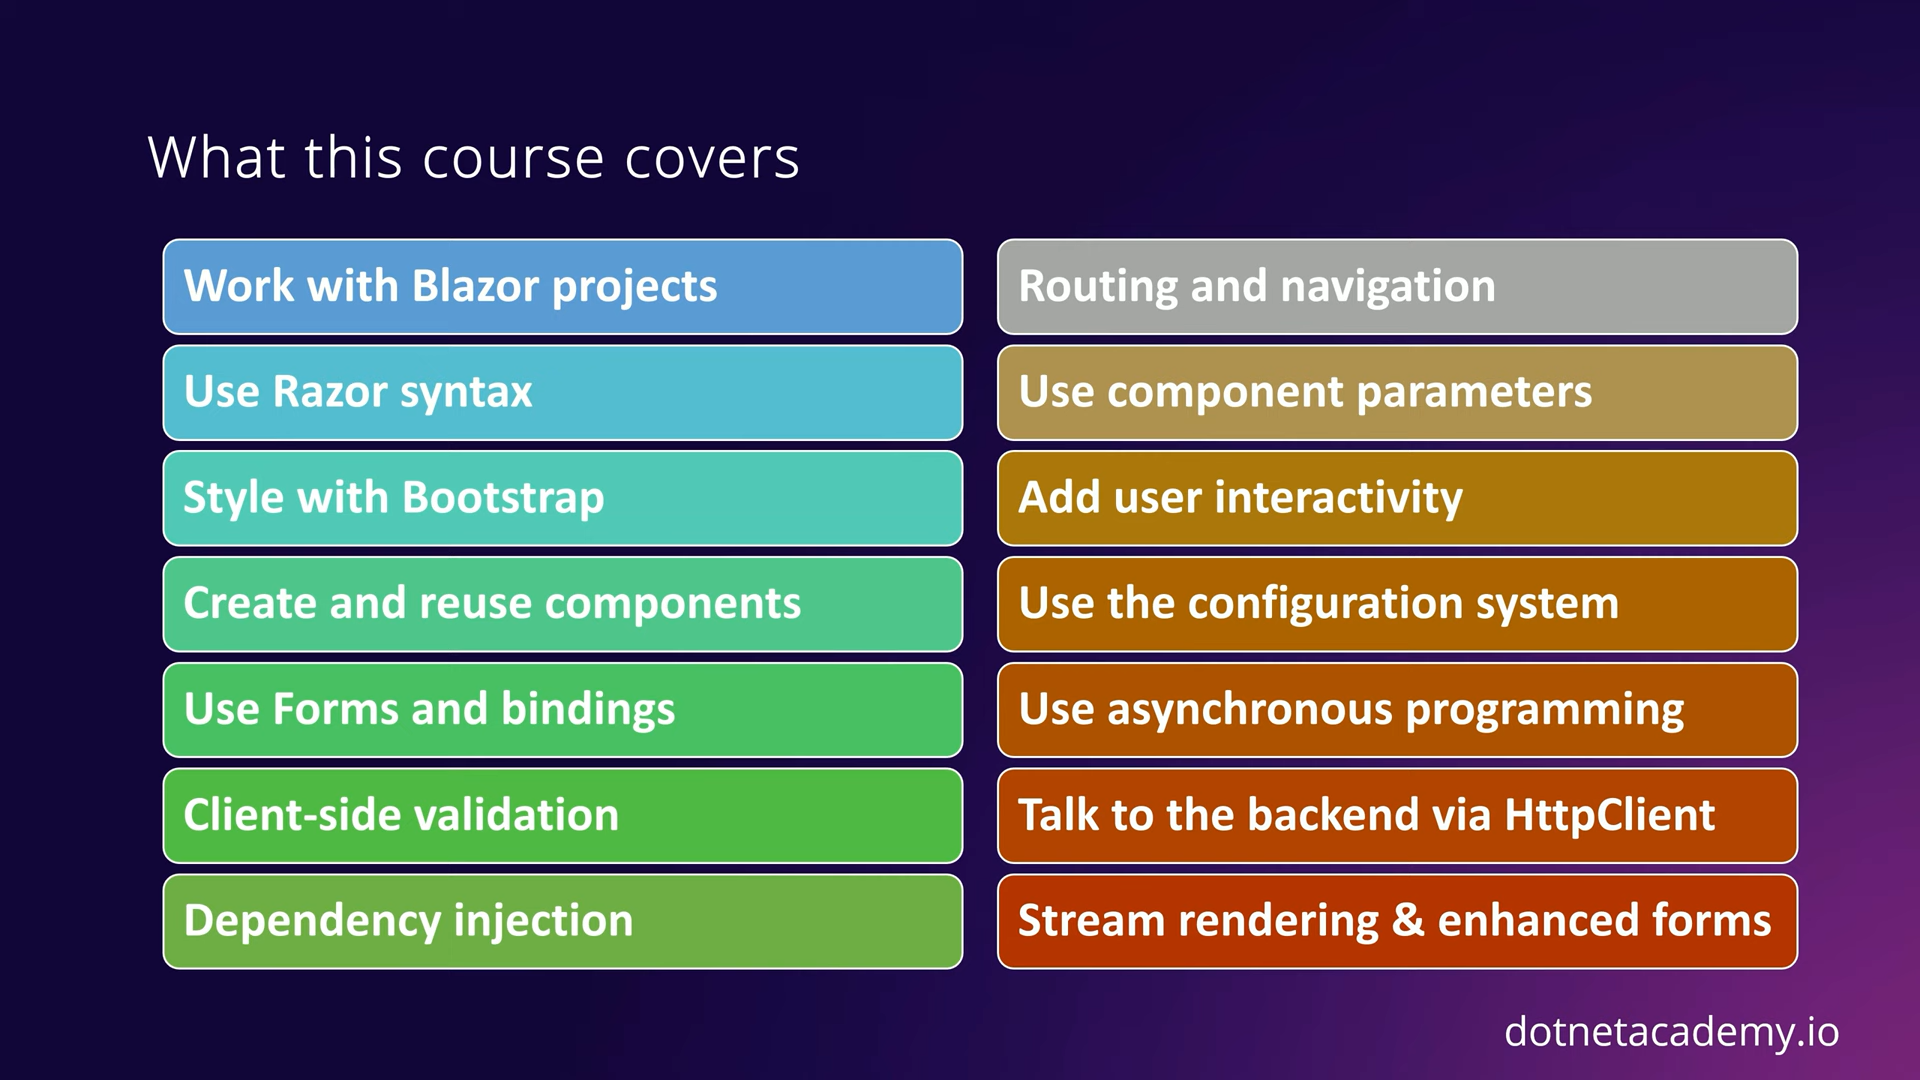 What this course covers
Work with Blazor projects
Use Razor syntax
Style with Bootstrap
Create and reuse components
Use Forms and bindings
Client-side validation
Dependency injection
Routing and navigation
Use component parameters
Add user interactivity
Use the configuration system
Use asynchronous programming
Talk to the backend via HttpClient
Stream rendering & enhanced forms
dotnetacademy.io